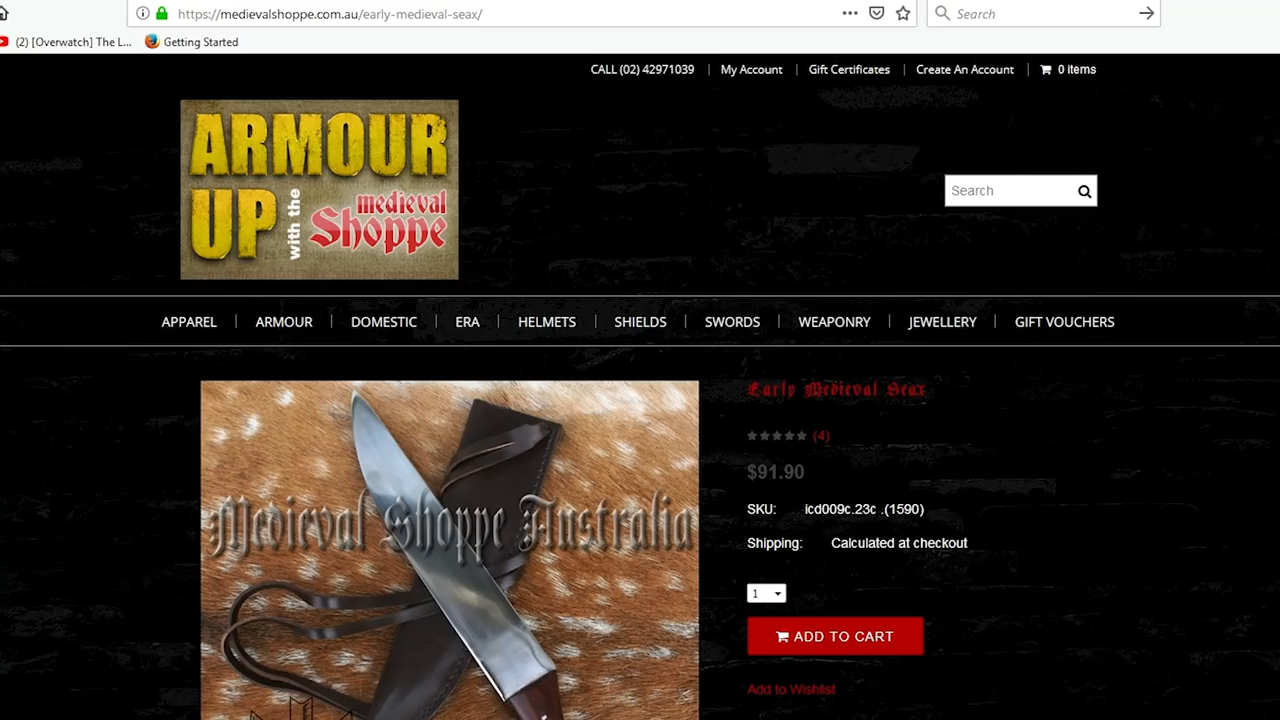 https://medievalshoppe.com.au/early-medieval-seax/
Search
(2) [Overwatch] The L... Getting Started
CALL (02) 42971039 | My Account | Gift Certificates | Create An Account | 0 items
ARMOUR
UP with the medieval Shoppe
Search
APPAREL | ARMOUR | DOMESTIC | ERA | HELMETS | SHIELDS | SWORDS | WEAPONRY | JEWELLERY | GIFT VOUCHERS
Early Medieval Seax
(4)
$91.90
SKU: icd009c.23c .(1590)
Shipping: Calculated at checkout
1
ADD TO CART
Add to Wishlist
Medieval Shoppe Australia